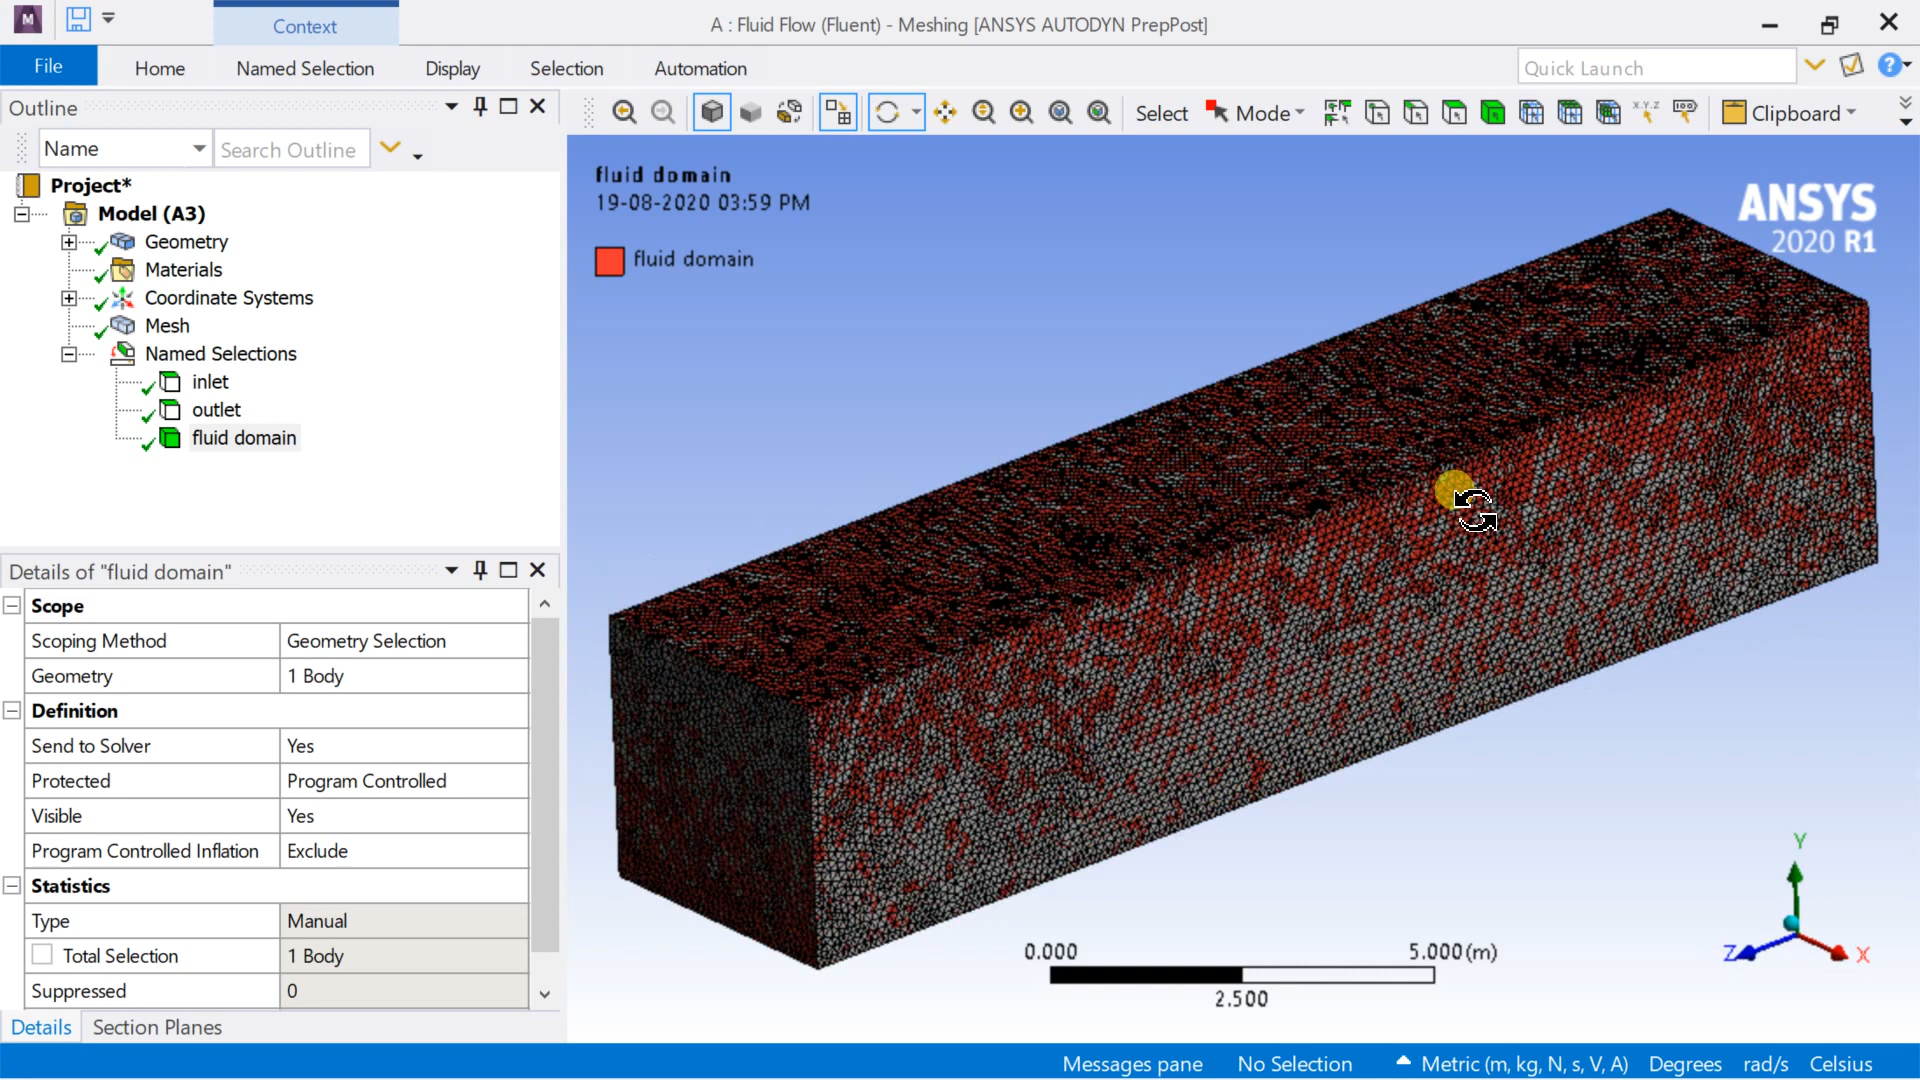 M
Context
A : Fluid Flow (Fluent) - Meshing [ANSYS AUTODYN PrepPost]
File
Home
Named Selection
Display
Selection
Automation
Quick Launch
?
Outline
Select
Mode
X,Y,Z
Clipboard
Name
Search Outline
Project*
Model (A3)
Geometry
Materials
Coordinate Systems
Mesh
Named Selections
inlet
outlet
fluid domain
fluid domain
19-08-2020 03:59 PM
fluid domain
ANSYS
2020 R1
Details of "fluid domain"
Scope
Scoping Method Geometry Selection
Geometry 1 Body
Definition
Send to Solver Yes
Protected Program Controlled
Visible Yes
Program Controlled Inflation Exclude
Statistics
Type Manual
Total Selection 1 Body
Suppressed 0
Details
Section Planes
0.000
5.000(m)
2.500
Y
Z
X
Messages pane
No Selection
Metric (m, kg, N, s, V, A)
Degrees
rad/s
Celsius